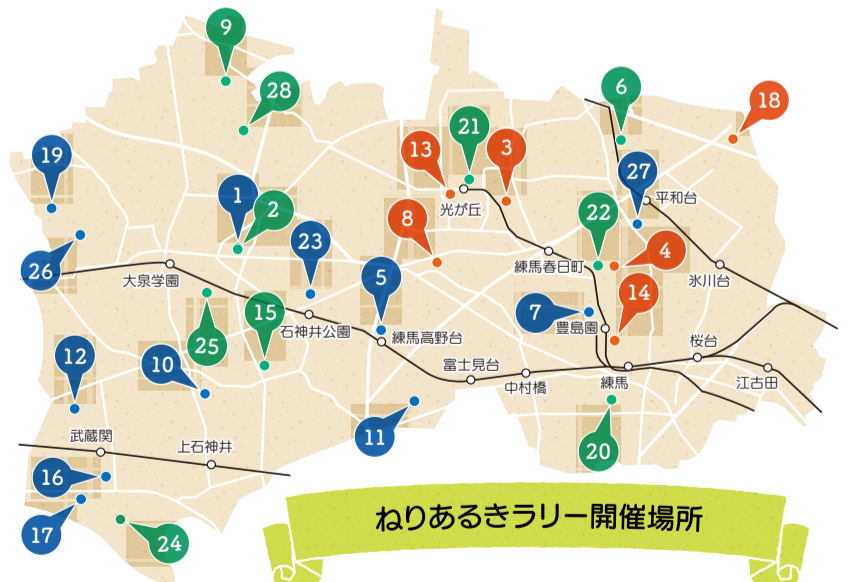 9
28
6
18
21
13
3
19
1
2
27
平和台
光が丘
8
22
23
26
大泉学園
5
練馬春日町
4
氷川台
14
15
石神井公園
7
豊島園
練馬高野台
25
12
10
富士見台
桜台
中村橋
練馬
江古田
11
武蔵関
上石神井
20
16
17
24
ねりあるきラリー開催場所